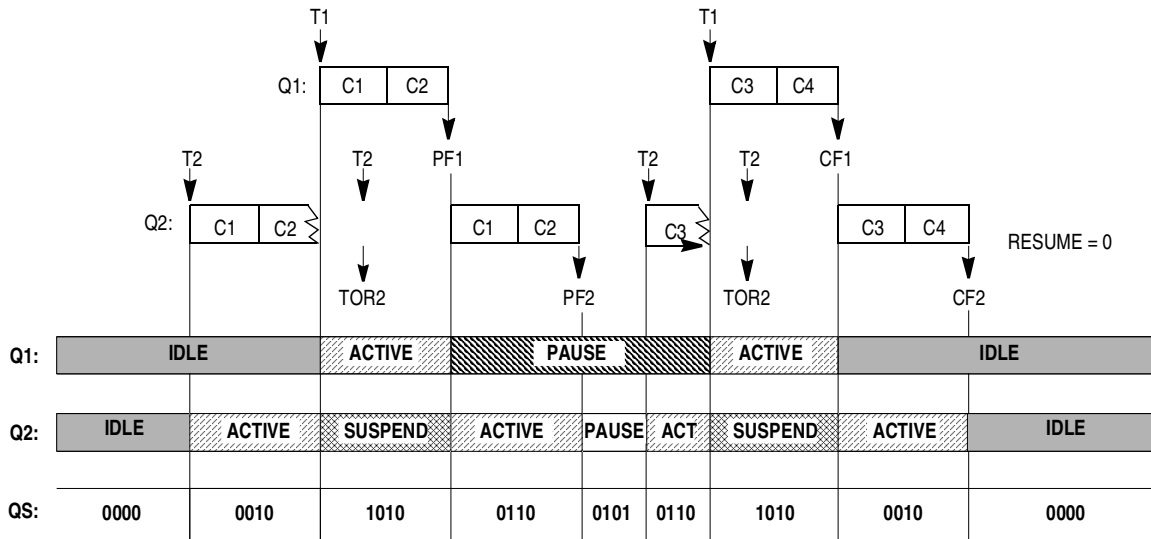 T1 T1
Q1: C1 C2 C3 C4
T2 T2 PF1 T2 T2 CF1
Q2: C1 C2 C1 C2 C3 C3 C4 RESUME = 0
TOR2 PF2 TOR2 CF2
Q1: IDLE ACTIVE PAUSE ACTIVE IDLE
Q2: IDLE ACTIVE SUSPEND ACTIVE PAUSE ACT SUSPEND ACTIVE IDLE
QS: 0000 0010 1010 0110 0101 0110 1010 0010 0000